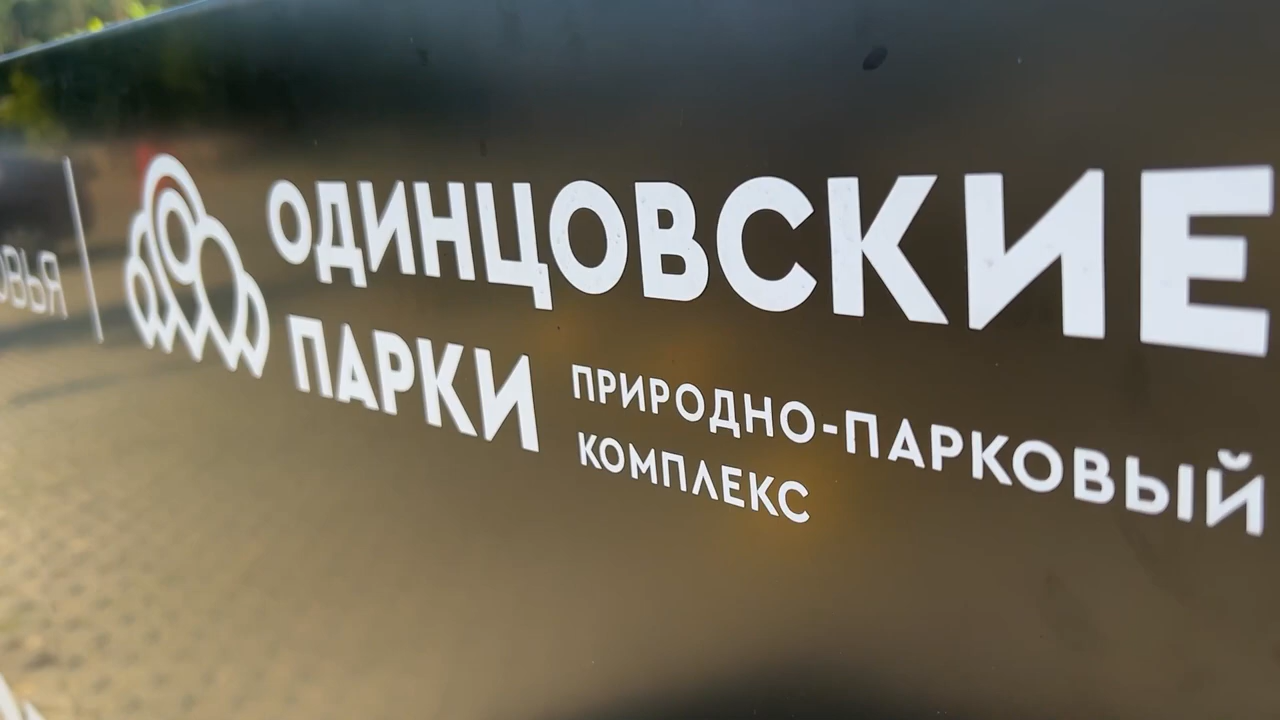 ОДИНЦОВСКИЕ
ПАРКИ
ПРИРОДНО-ПАРКОВЫЙ
КОМПЛЕКС